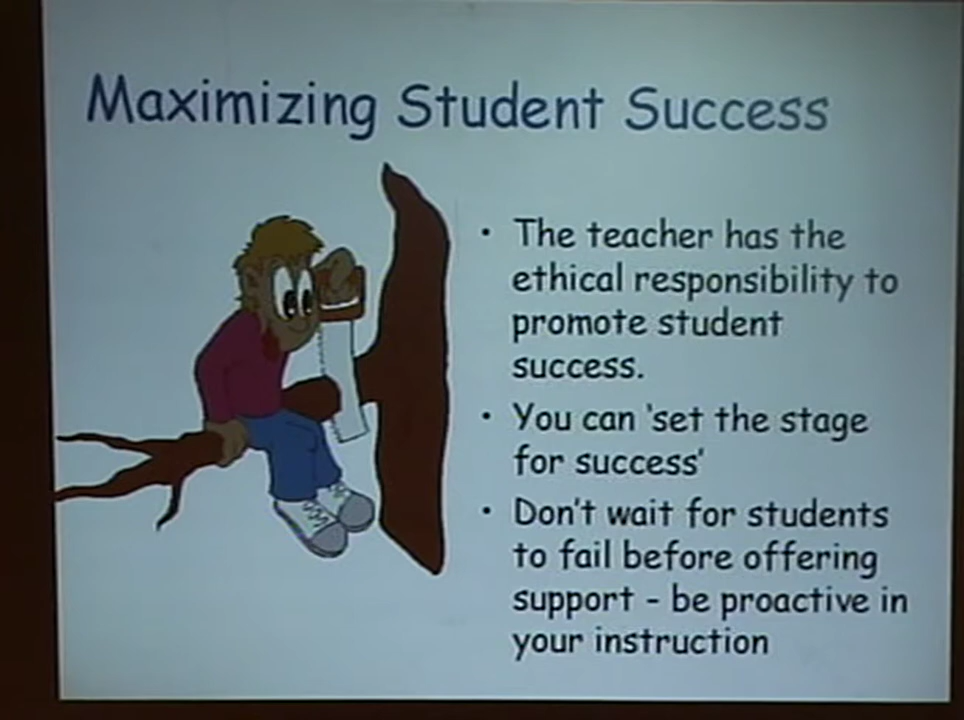 Maximizing Student Success
• The teacher has the
ethical responsibility to
promote student
success.
• You can 'set the stage
for success'
• Don't wait for students
to fail before offering
support - be proactive in
your instruction